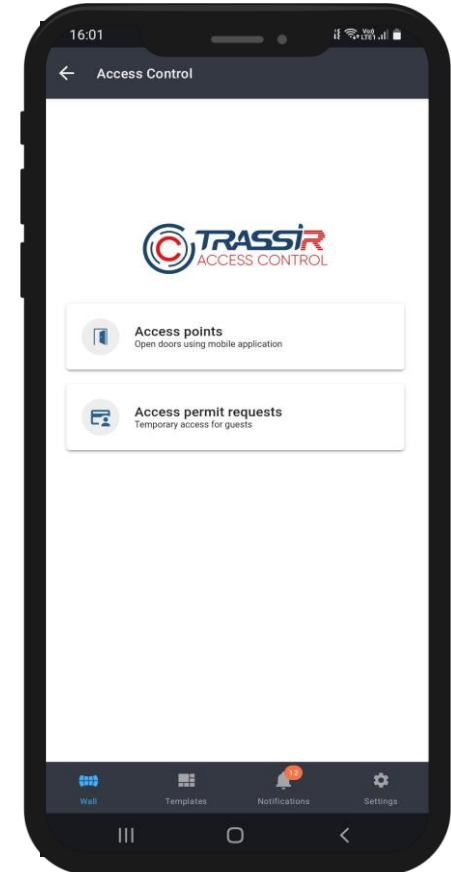 16:01
Access Control
TRASSIR
ACCESS CONTROL
Access points
Open doors using mobile application
Access permit requests
Temporary access for guests
12
Wall
Templates
Notifications
Settings